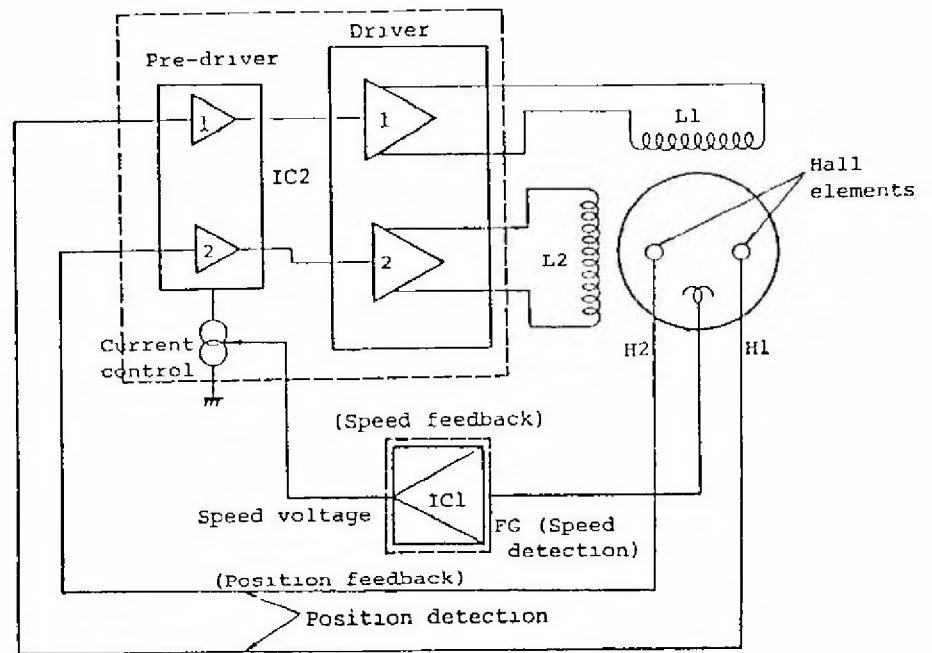 Driver
Pre-driver
1
1
L1
Hall
elements
IC2
2
2
L2
H2
H1
Current
control
(Speed feedback)
IC1
Speed voltage
FG (Speed
detection)
(Position feedback)
Position detection